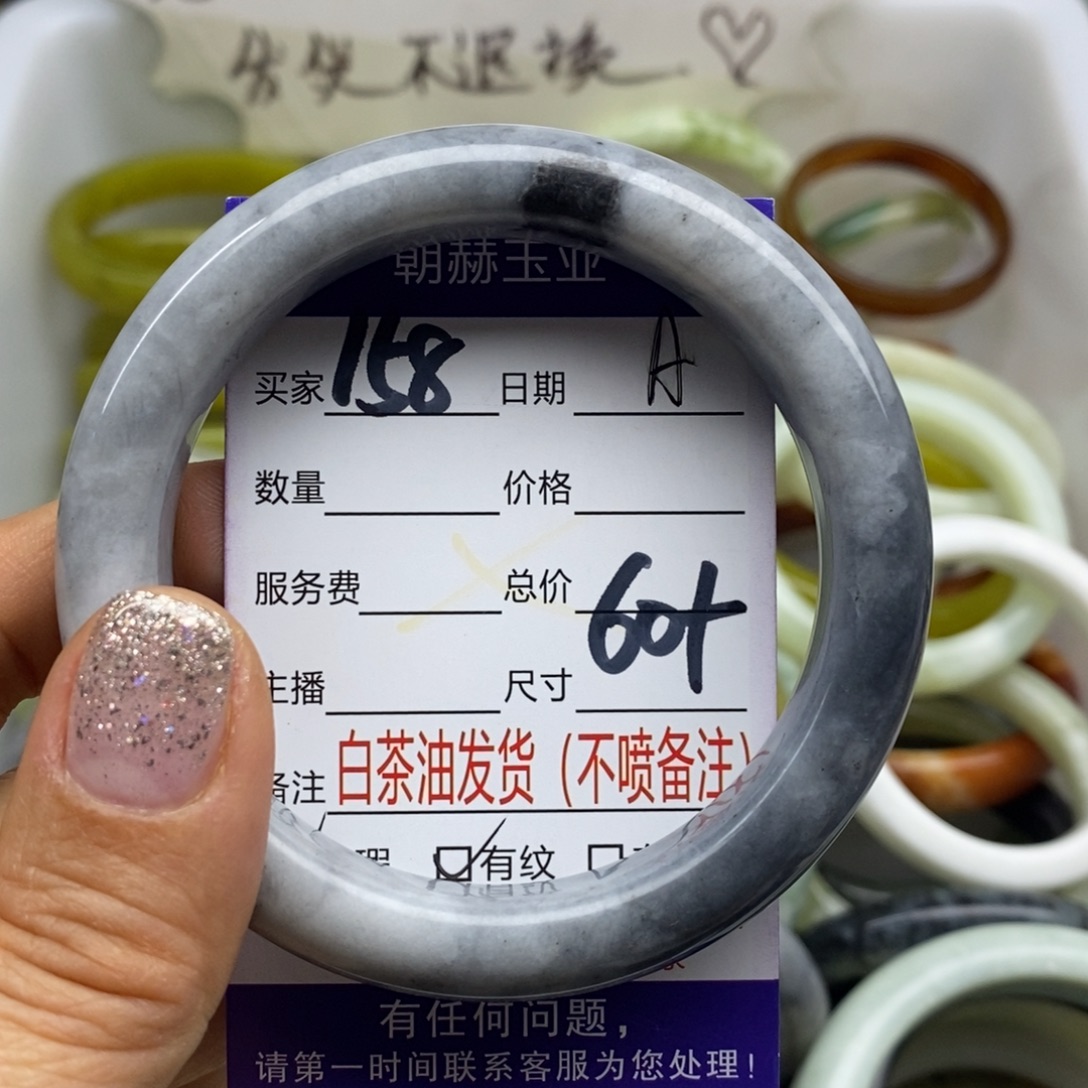 售出不退换
朝赫玉业
买家 158 日期 A
数量 价格
服务费 总价
主播 尺寸 60+
备注 白茶油发货（不喷备注）
瑕 有纹
有任何问题，
请第一时间联系客服为您处理！